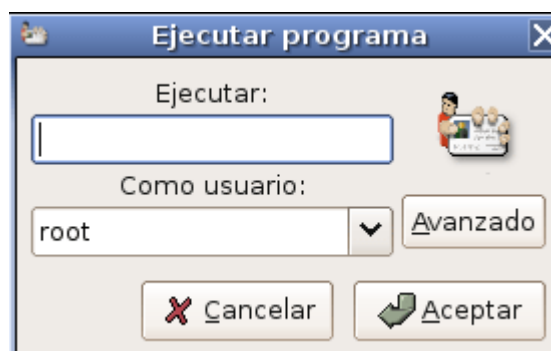 Ejecutar programa
Ejecutar:
Como usuario:
root
Avanzado
Cancelar
Aceptar